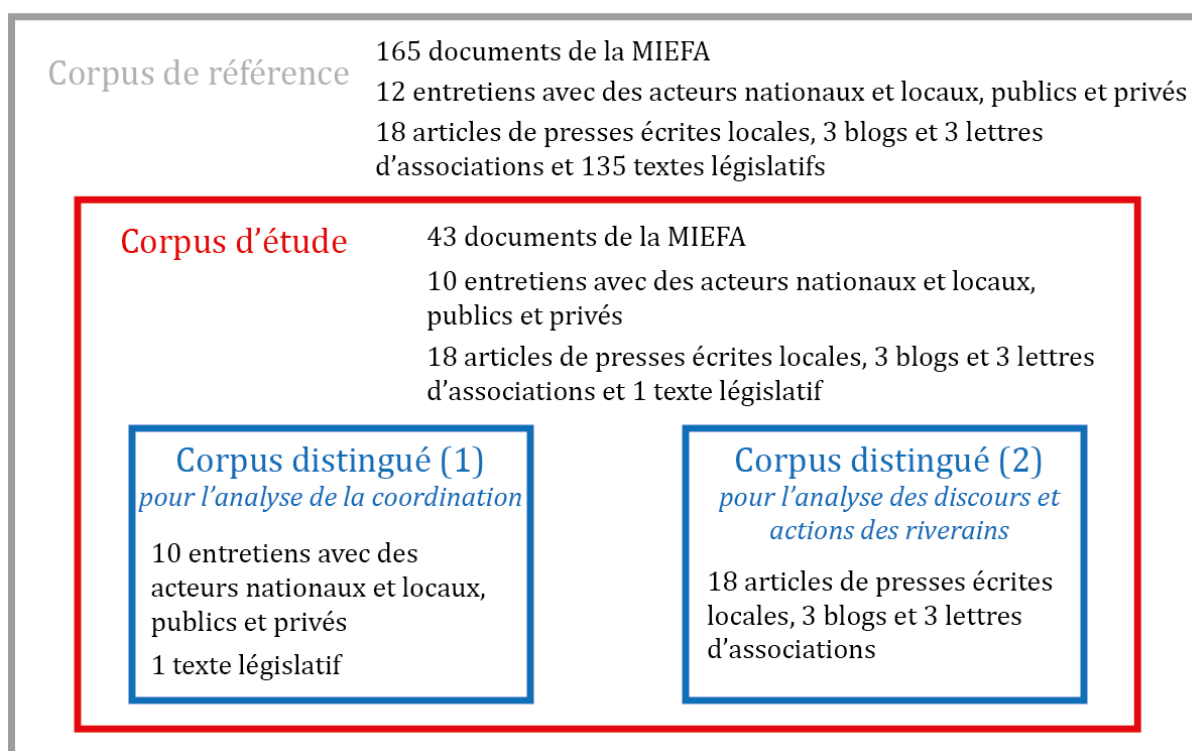 Corpus de référence
165 documents de la MIEFA
12 entretiens avec des acteurs nationaux et locaux, publics et privés
18 articles de presses écrites locales, 3 blogs et 3 lettres
d’associations et 135 textes législatifs
Corpus d’étude
43 documents de la MIEFA
10 entretiens avec des acteurs nationaux et locaux,
publics et privés
18 articles de presses écrites locales, 3 blogs et 3 lettres
d’associations et 1 texte législatif
Corpus distingué (1)
pour l’analyse de la coordination
10 entretiens avec des
acteurs nationaux et locaux,
publics et privés
1 texte législatif
Corpus distingué (2)
pour l’analyse des discours et
actions des riverains
18 articles de presses écrites
locales, 3 blogs et 3 lettres
d’associations